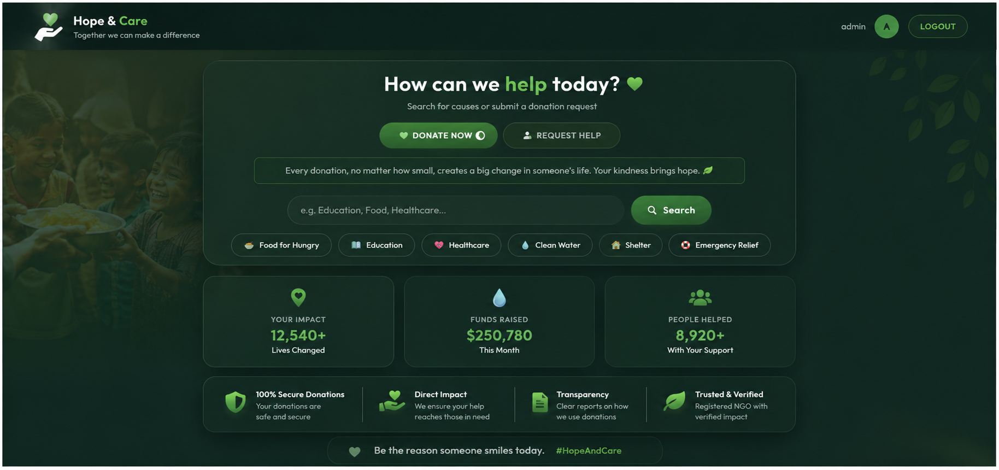 Hope & Care
Together we can make a difference
admin
A
LOGOUT
How can we help today?
Search for causes or submit a donation request
DONATE NOW
REQUEST HELP
Every donation, no matter how small, creates a big change in someone's life. Your kindness brings hope.
e.g. Education, Food, Healthcare...
Search
Food for Hungry
Education
Healthcare
Clean Water
Shelter
Emergency Relief
YOUR IMPACT
12,540+
Lives Changed
FUNDS RAISED
$250,780
This Month
PEOPLE HELPED
8,920+
With Your Support
100% Secure Donations
Your donations are
safe and secure
Direct Impact
We ensure your help
reaches those in need
Transparency
Clear reports on how
we use donations
Trusted & Verified
Registered NGO with
verified impact
Be the reason someone smiles today. #HopeAndCare